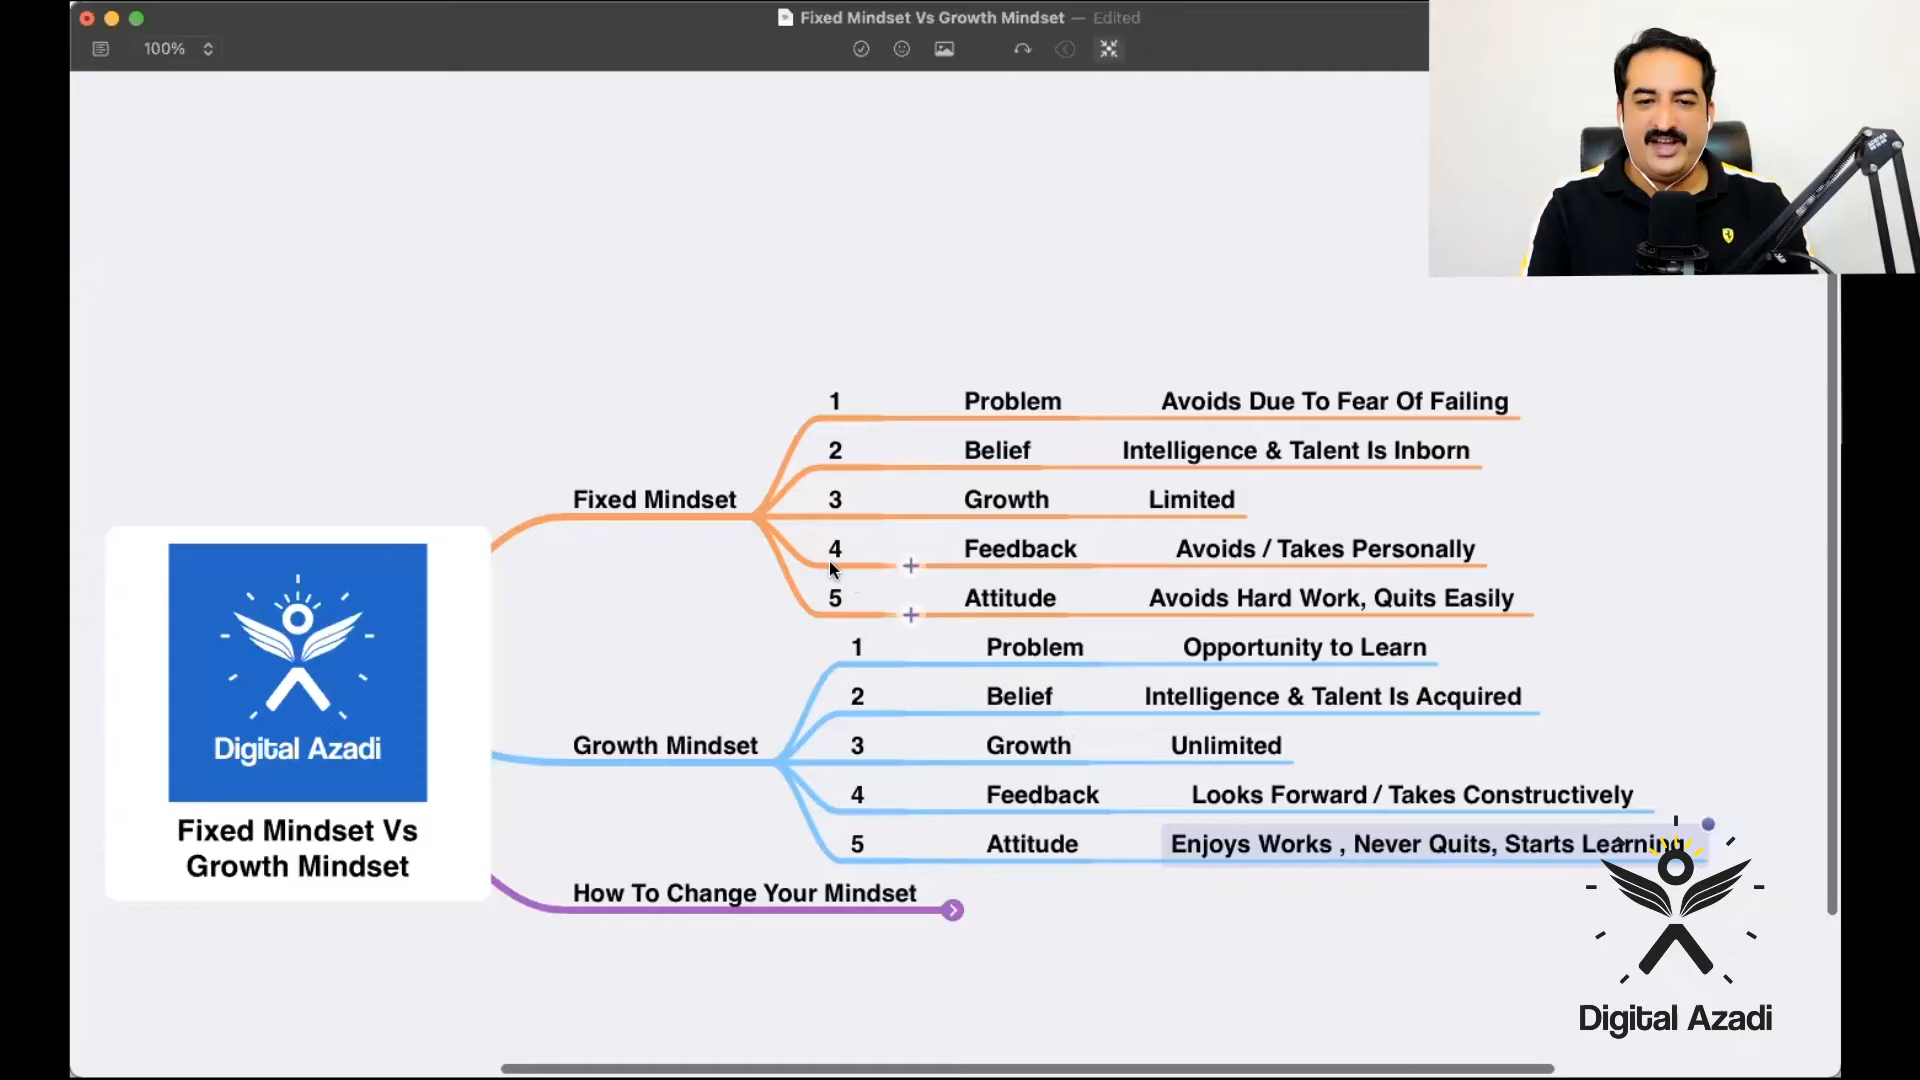 Fixed Mindset Vs Growth Mindset — Edited
100%
1 Problem Avoids Due To Fear Of Failing
2 Belief Intelligence & Talent Is Inborn
Fixed Mindset 3 Growth Limited
4 Feedback Avoids / Takes Personally
5 Attitude Avoids Hard Work, Quits Easily
1 Problem Opportunity to Learn
2 Belief Intelligence & Talent Is Acquired
Growth Mindset 3 Growth Unlimited
4 Feedback Looks Forward / Takes Constructively
5 Attitude Enjoys Works , Never Quits, Starts Learning
How To Change Your Mindset
Digital Azadi
Fixed Mindset Vs
Growth Mindset
Digital Azadi